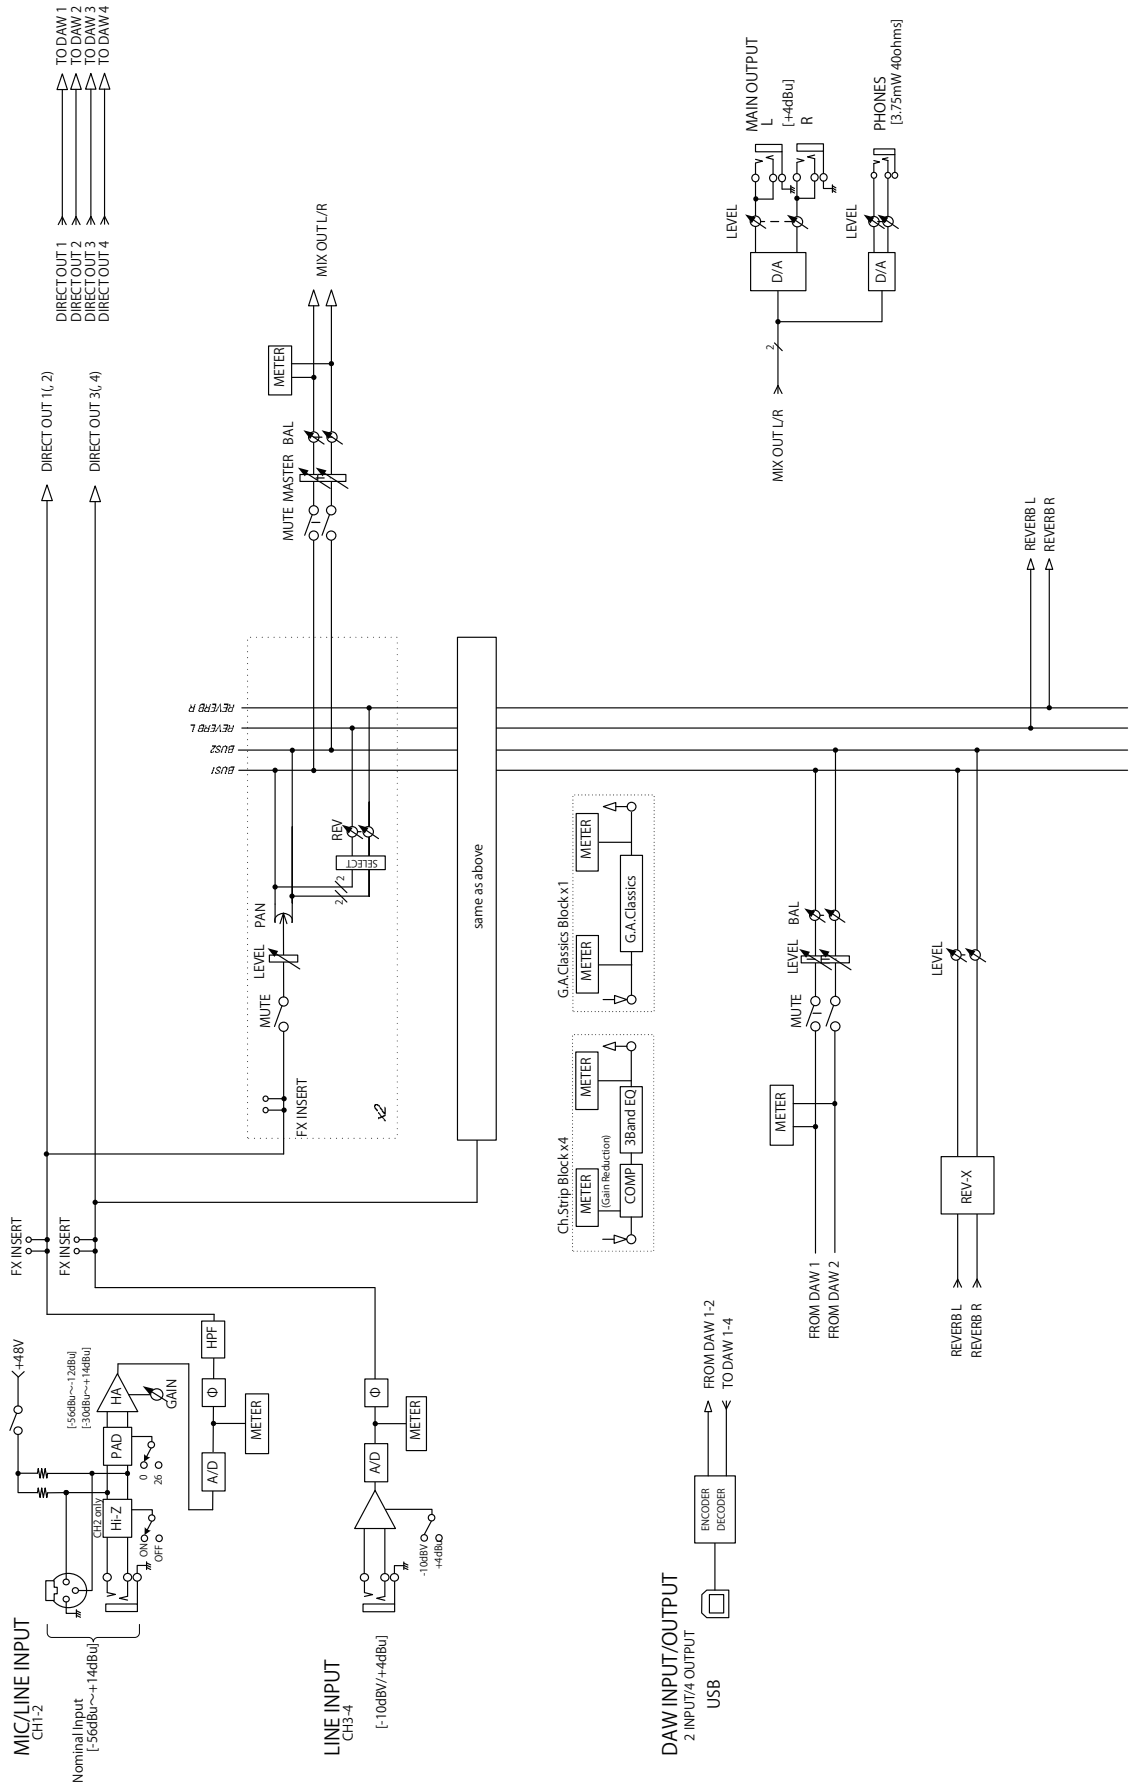 MIC/LINE INPUT
CH1-2
Nominal Input
[-56dBu～+14dBu]
CH2 only
Hi-Z
ON
OFF
PAD
0
26
+48V
[-56dBu～-12dBu]
[-30dBu～+14dBu]
HA
GAIN
A/D
METER
Φ
HPF
FX INSERT
FX INSERT
DIRECT OUT 1(, 2)
DIRECT OUT 3(, 4)
DIRECT OUT 1
DIRECT OUT 2
DIRECT OUT 3
DIRECT OUT 4
TO DAW 1
TO DAW 2
TO DAW 3
TO DAW 4
LINE INPUT
CH3-4
[-10dBV/+4dBu]
-10dBV
+4dBu
A/D
METER
Φ
x2
FX INSERT
MUTE
LEVEL
PAN
2
2
SELECT
REV
BUS1
BUS2
REVERB L
REVERB R
MUTE
MASTER
BAL
METER
MIX OUT L/R
same as above
Ch.Strip Block x4
METER
(Gain Reduction)
COMP
3Band EQ
METER
G.A.Classics Block x1
METER
G.A.Classics
METER
DAW INPUT/OUTPUT
2 INPUT/4 OUTPUT
USB
ENCODER
DECODER
FROM DAW 1-2
TO DAW 1-4
FROM DAW 1
FROM DAW 2
METER
MUTE
LEVEL
BAL
REVERB L
REVERB R
REV-X
LEVEL
REVERB L
REVERB R
MIX OUT L/R
2
D/A
LEVEL
MAIN OUTPUT
L
[+4dBu]
R
D/A
LEVEL
PHONES
[3.75mW 40ohms]